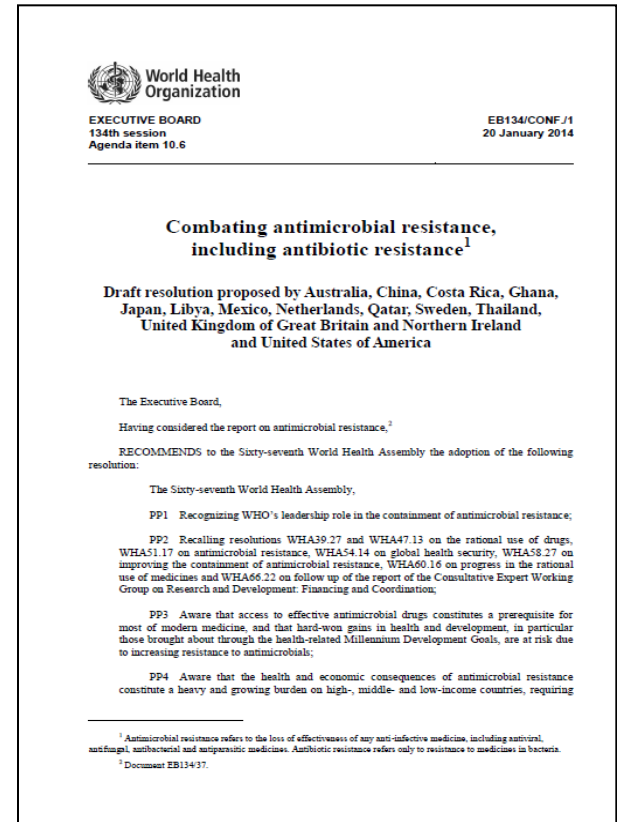 World Health
Organization
EXECUTIVE BOARD
134th session
Agenda item 10.6
EB134/CONF./1
20 January 2014
Combating antimicrobial resistance,
including antibiotic resistance1
Draft resolution proposed by Australia, China, Costa Rica, Ghana,
Japan, Libya, Mexico, Netherlands, Qatar, Sweden, Thailand,
United Kingdom of Great Britain and Northern Ireland
and United States of America
The Executive Board,
Having considered the report on antimicrobial resistance,2
RECOMMENDS to the Sixty-seventh World Health Assembly the adoption of the following
resolution:
The Sixty-seventh World Health Assembly,
PP1 Recognizing WHO's leadership role in the containment of antimicrobial resistance;
PP2 Recalling resolutions WHA39.27 and WHA47.13 on the rational use of drugs,
WHA51.17 on antimicrobial resistance, WHA54.14 on global health security, WHA58.27 on
improving the containment of antimicrobial resistance, WHA60.16 on progress in the rational
use of medicines and WHA66.22 on follow up of the report of the Consultative Expert Working
Group on Research and Development: Financing and Coordination;
PP3 Aware that access to effective antimicrobial drugs constitutes a prerequisite for
most of modern medicine, and that hard-won gains in health and development, in particular
those brought about through the health-related Millennium Development Goals, are at risk due
to increasing resistance to antimicrobials;
PP4 Aware that the health and economic consequences of antimicrobial resistance
constitute a heavy and growing burden on high-, middle- and low-income countries, requiring
1 Antimicrobial resistance refers to the loss of effectiveness of any anti-infective medicine, including antiviral,
antifungal, antibacterial and antiparasitic medicines. Antibiotic resistance refers only to resistance to medicines in bacteria.
2 Document EB134/37.